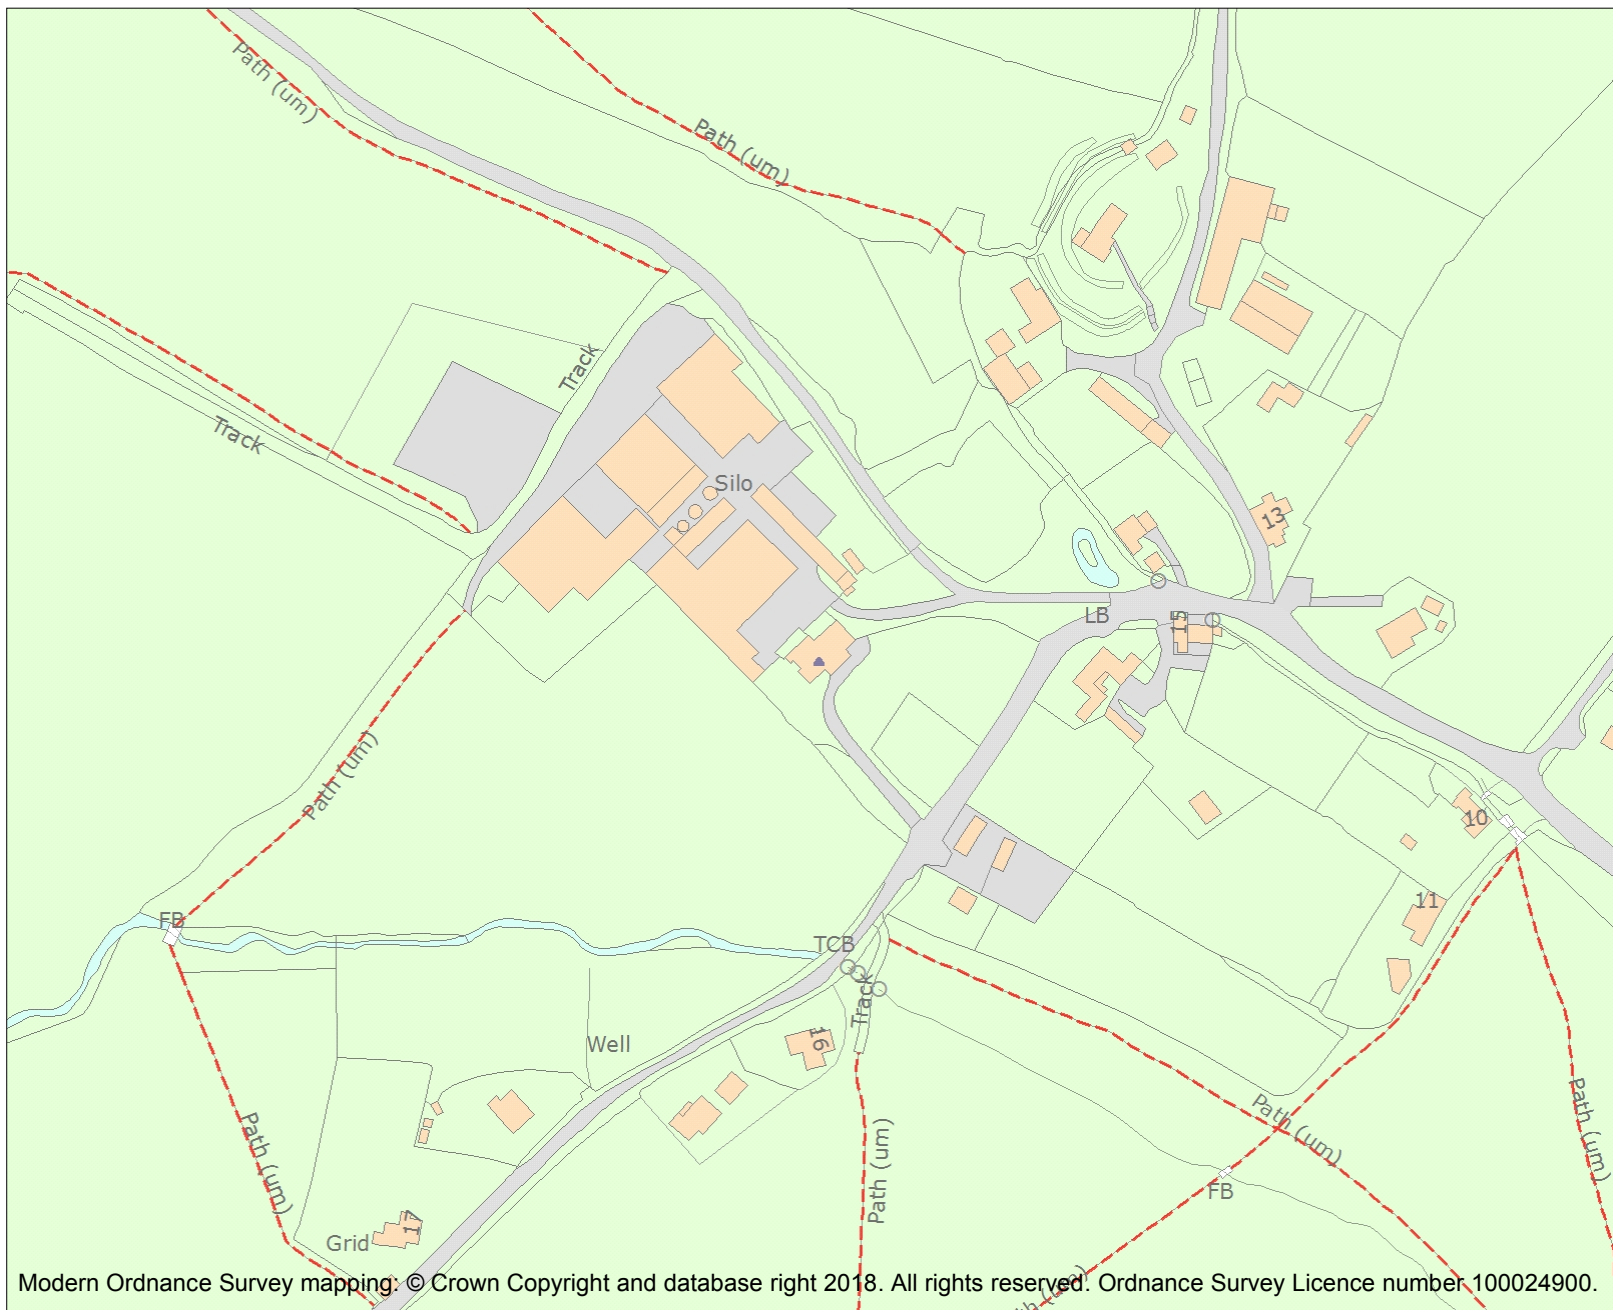 Path (um)
Path (um)
Track
Track
Silo
13
LB
15
Path (um)
10
11
FB
TCB
Track
Well
16
Path (um)
Path (um)
Path (um)
Path (um)
FB
17
Grid
Modern Ordnance Survey mapping: © Crown Copyright and database right 2018. All rights reserved. Ordnance Survey Licence number 100024900.